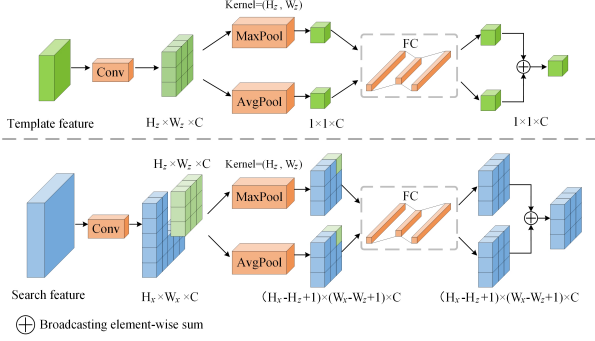 Kernel=(Hz, Wz)
MaxPool
FC
Conv
AvgPool
Template feature
Hz×Wz×C
1×1×C
1×1×C
Hz×Wz×C
Kernel=(Hz, Wz)
MaxPool
FC
Conv
AvgPool
Search feature
Hx×Wx×C
(Hx-Hz+1)×(Wx-Wz+1)×C
(Hx-Hz+1)×(Wx-Wz+1)×C
Broadcasting element-wise sum